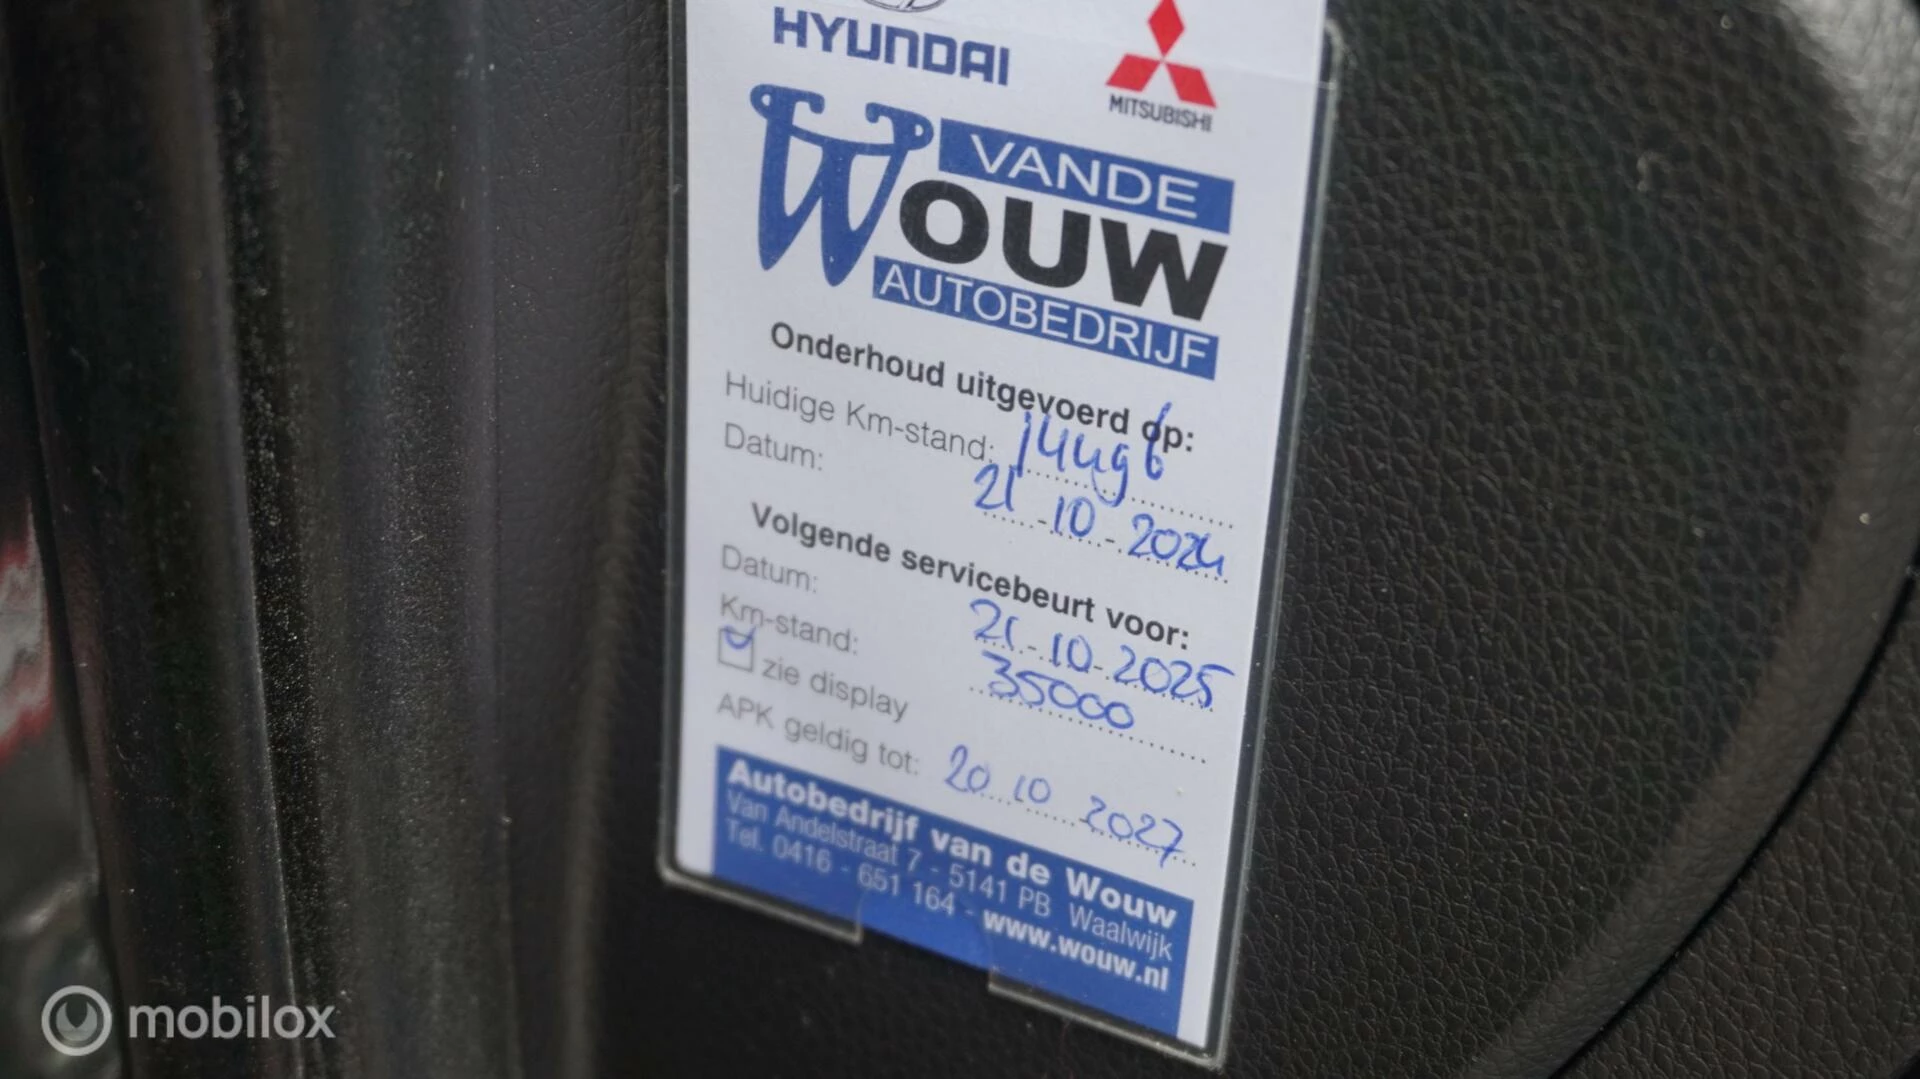 HYUNDAI
MITSUBISHI
VANDE
WOUW
AUTOBEDRIJF
Onderhoud uitgevoerd op:
Huidige Km-stand: 14496
Datum: 21-10-2024
Volgende servicebeurt voor:
Datum: 21-10-2025
Km-stand: 35000
zie display
APK geldig tot: 20 10 2027
Autobedrijf van de Wouw
Van Andelstraat 7 - 5141 PB Waalwijk
Tel. 0416 - 651 164 - www.wouw.nl
mobilox